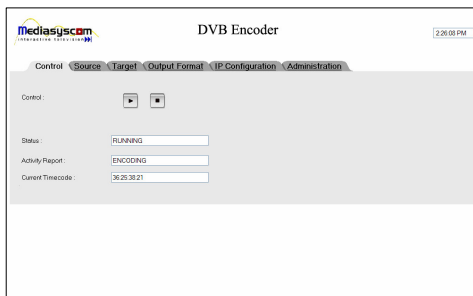 Mediasyscom
interactive television
DVB Encoder
2:26:08 PM
Control Source Target Output Format IP Configuration Administration
Control :
Status : RUNNING
Activity Report : ENCODING
Current Timecode : 36:25:38:21